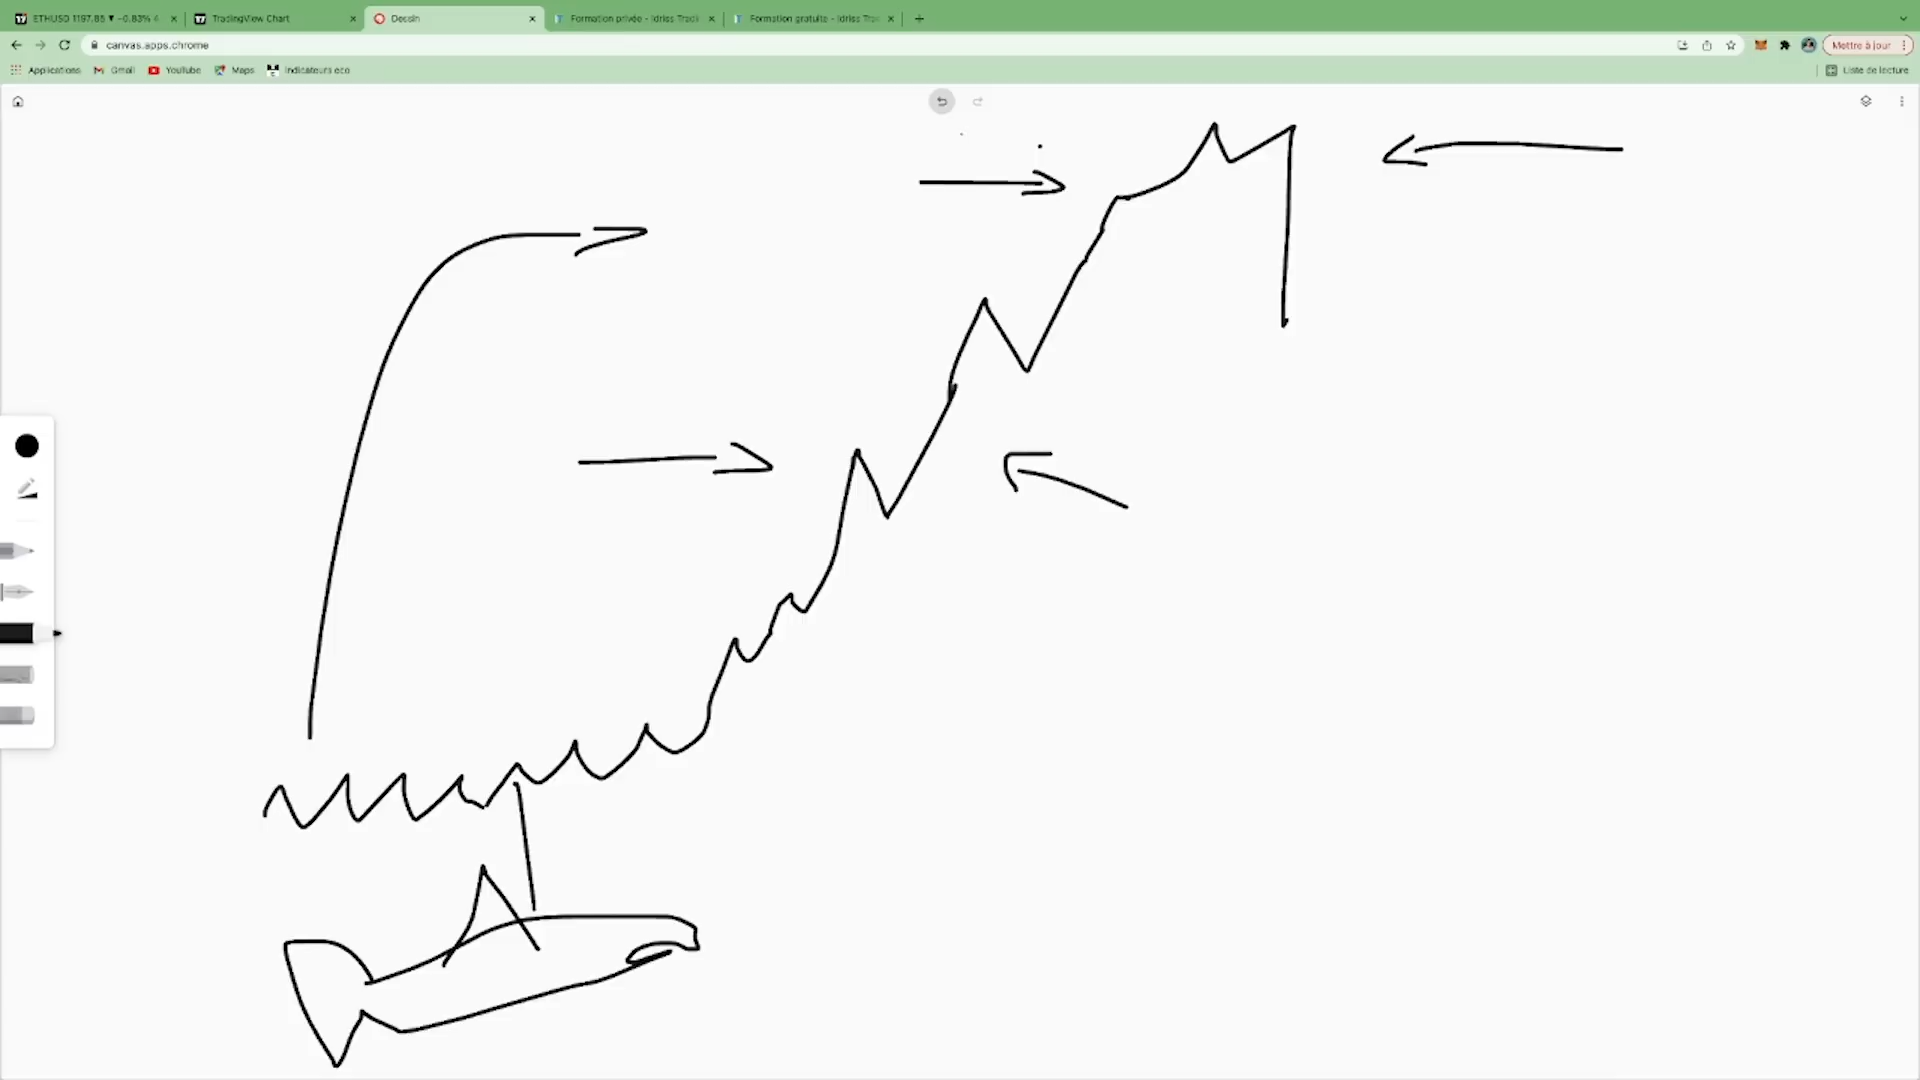 ETHUSD 1197.85 ▼ −0.83%
TradingView Chart
Dessin
Formation privée - Idriss Tradi
Formation gratuite - Idriss Tra
canvas.apps.chrome
Mettre à jour
Applications
Gmail
YouTube
Maps
Indicateurs eco
Liste de lecture